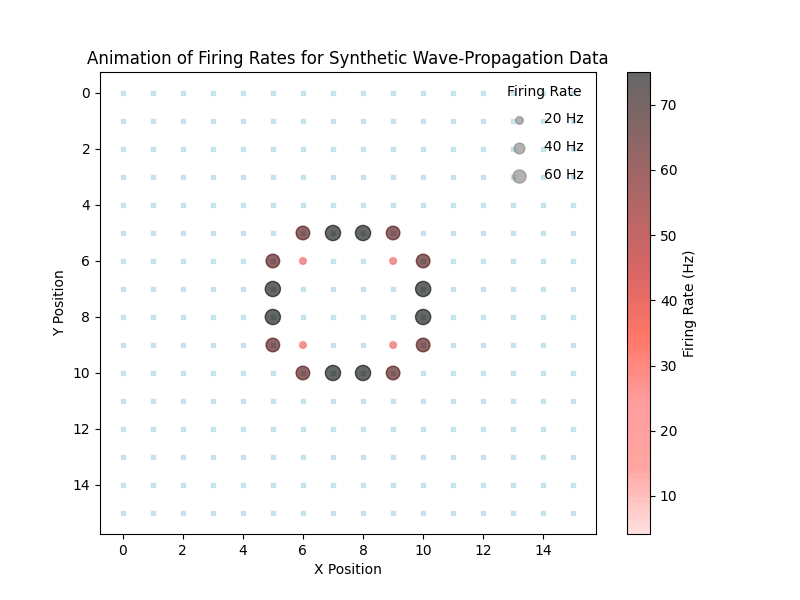 Animation of Firing Rates for Synthetic Wave-Propagation Data
Firing Rate
20 Hz
40 Hz
60 Hz
0
2
4
6
8
10
12
14
Y Position
0
2
4
6
8
10
12
14
X Position
70
60
50
40
30
20
10
Firing Rate (Hz)